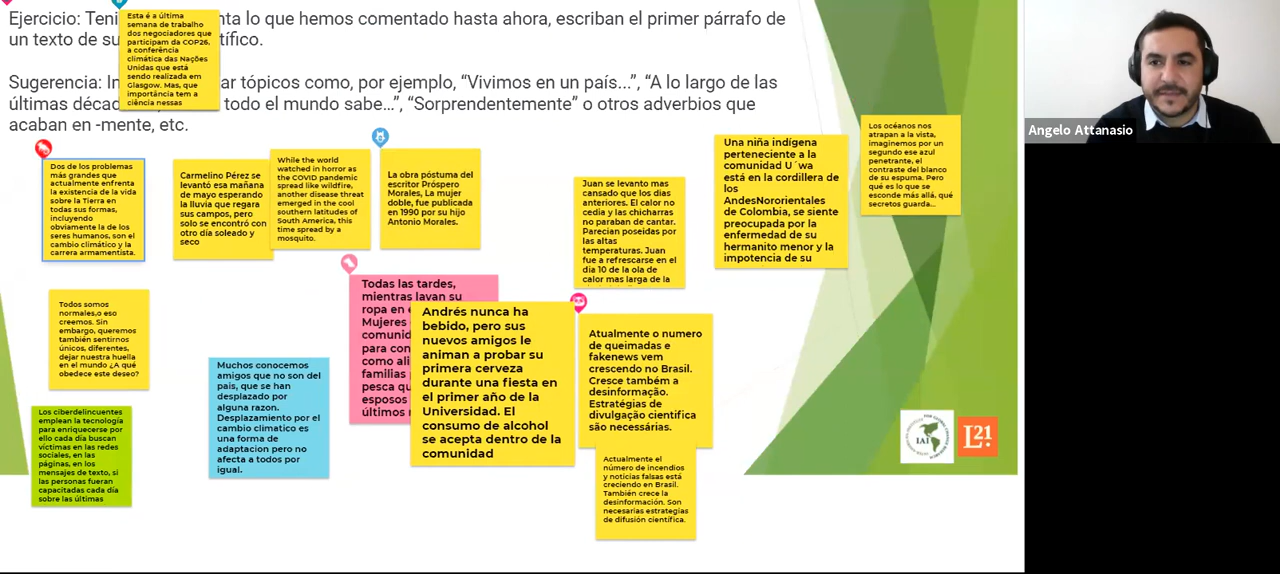 Ejercicio: Teni
nta lo que hemos comentado hasta ahora, escriban el primer párrafo de
un texto de su
tífico.
Sugerencia: In
ar tópicos como, por ejemplo, “Vivimos en un país...”, “A lo largo de las
últimas décad
todo el mundo sabe…”, “Sorprendentemente” o otros adverbios que
acaban en -mente, etc.
Esta é a última
semana de trabalho
dos negociadores que
participam da COP26,
a conferência
climática das Nações
Unidas que está
sendo realizada em
Glasgow. Mas, que
importância tem a
ciência nessas
Angelo Attanasio
Dos de los problemas
más grandes que
actualmente enfrenta
la existencia de la vida
sobre la Tierra en
todas sus formas,
incluyendo
obviamente la de los
seres humanos, son el
cambio climático y la
carrera armamentista.
Carmelino Pérez se
levantó esa mañana
de mayo esperando
la lluvia que regara
sus campos, pero
solo se encontró con
otro día soleado y
seco
While the world
watched in horror as
the COVID pandemic
spread like wildfire,
another disease threat
emerged in the cool
southern latitudes of
South America, this
time spread by a
mosquito.
La obra póstuma del
escritor Próspero
Morales, La mujer
doble, fue publicada
en 1990 por su hijo
Antonio Morales.
Juan se levanto mas
cansado que los dias
anteriores. El calor no
cedia y las chicharras
no paraban de cantar.
Parecian poseidas por
las altas
temperaturas. Juan
fue a refrescarse en el
dia 10 de la ola de
calor mas larga de la
Una niña indígena
perteneciente a la
comunidad U´wa
está en la cordillera de
los
AndesNororientales
de Colombia, se siente
preocupada por la
enfermedad de su
hermanito menor y la
impotencia de su
Los océanos nos
atrapan a la vista,
imaginemos por un
segundo ese azul
penetrante, el
contraste del blanco
de su espuma. Pero
qué es lo que se
esconde más allá, qué
secretos guarda...
Todos somos
normales,o eso
creemos. Sin
embargo, queremos
también sentirnos
únicos, diferentes,
dejar nuestra huella
en el mundo ¿A qué
obedece este deseo?
Muchos conocemos
amigos que no son del
pais, que se han
desplazado por
alguna razon.
Desplazamiento por el
cambio climatico es
una forma de
adaptacion pero no
afecta a todos por
igual.
Todas las tardes,
mientras lavan su
ropa en e
Mujeres
comunid
para con
como ali
familias
pesca qu
esposos
últimos
Andrés nunca ha
bebido, pero sus
nuevos amigos le
animan a probar su
primera cerveza
durante una fiesta en
el primer año de la
Universidad. El
consumo de alcohol
se acepta dentro de la
comunidad
Atualmente o numero
de queimadas e
fakenews vem
crescendo no Brasil.
Cresce também a
desinformação.
Estratégias de
divulgação cientifica
são necessárias.
Los ciberdelincuentes
emplean la tecnología
para enriquecerse por
ello cada día buscan
víctimas en las redes
sociales, en las
páginas, en los
mensajes de texto, si
las personas fueran
capacitadas cada día
sobre las últimas
Actualmente el
número de incendios
y noticias falsas está
creciendo en Brasil.
También crece la
desinformación. Son
necesarias estrategias
de difusión científica.
IAI
L21